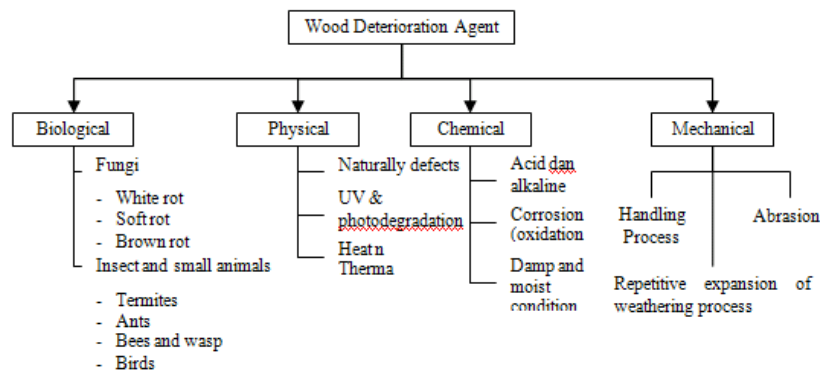 Wood Deterioration Agent
Biological
Fungi
- White rot
- Soft rot
- Brown rot
Insect and small animals
- Termites
- Ants
- Bees and wasp
- Birds
Physical
Naturally defects
UV &
photodegradation
Heat n
Therma
Chemical
Acid dan
alkaline
Corrosion
(oxidation
Damp and
moist
condition
Mechanical
Handling
Process
Repetitive expansion of
weathering process
Abrasion